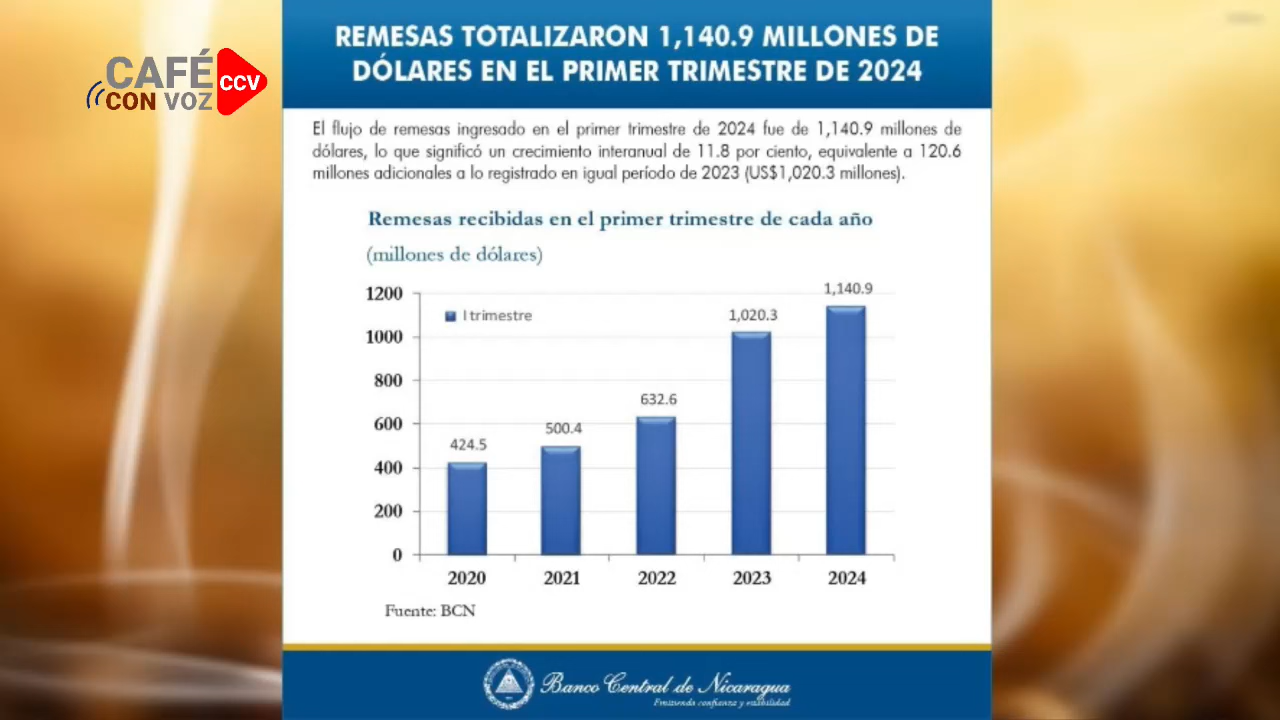 CAFÉ
CON VOZ
CCV
REMESAS TOTALIZARON 1,140.9 MILLONES DE
DÓLARES EN EL PRIMER TRIMESTRE DE 2024
El flujo de remesas ingresado en el primer trimestre de 2024 fue de 1,140.9 millones de
dólares, lo que significó un crecimiento interanual de 11.8 por ciento, equivalente a 120.6
millones adicionales a lo registrado en igual período de 2023 (US$1,020.3 millones).
Remesas recibidas en el primer trimestre de cada año
(millones de dólares)
I trimestre
1200
1000
800
600
400
200
0
424.5
500.4
632.6
1,020.3
1,140.9
2020 2021 2022 2023 2024
Fuente: BCN
Banco Central de Nicaragua
Emitiendo confianza y estabilidad